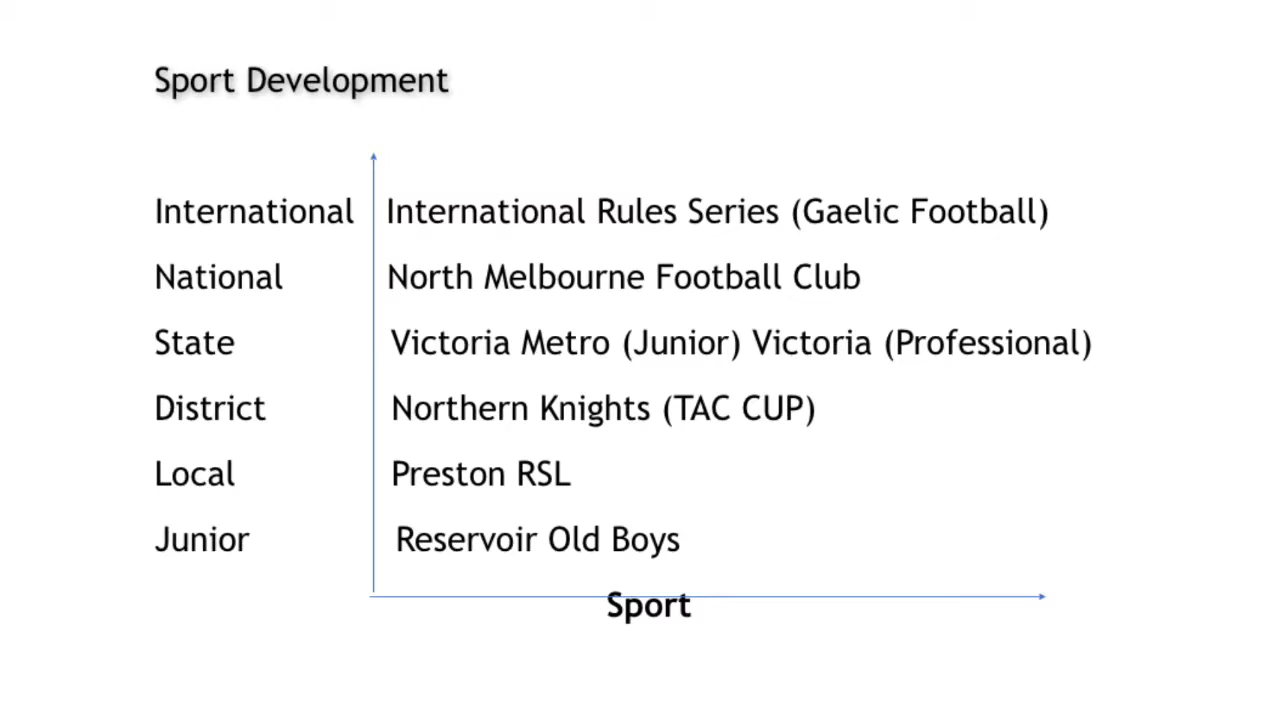 Sport Development
International International Rules Series (Gaelic Football)
National North Melbourne Football Club
State Victoria Metro (Junior) Victoria (Professional)
District Northern Knights (TAC CUP)
Local Preston RSL
Junior Reservoir Old Boys
Sport